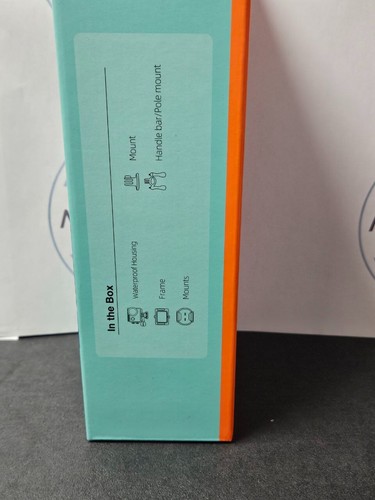 In the Box
Waterproof Housing
Frame
Mounts
Mount
Handle bar/Pole mount